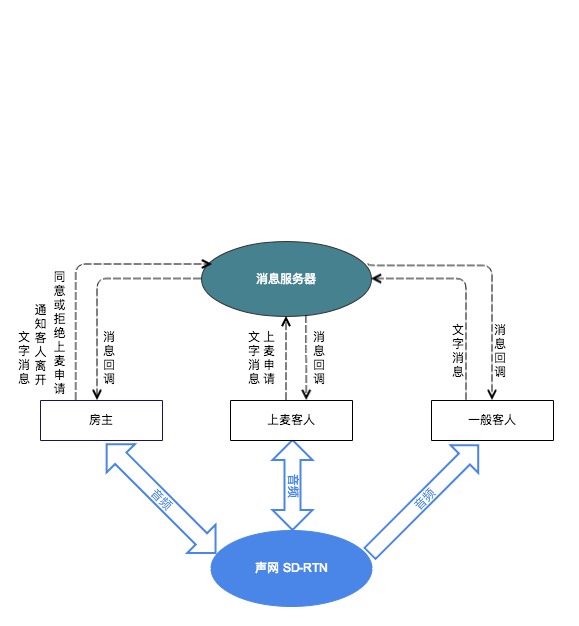 消息服务器
同意或拒绝上麦申请
通知客人离开
文字消息
消息回调
上麦申请
文字消息
消息回调
文字消息
消息回调
房主
上麦客人
一般客人
音频
音频
音频
声网 SD-RTN